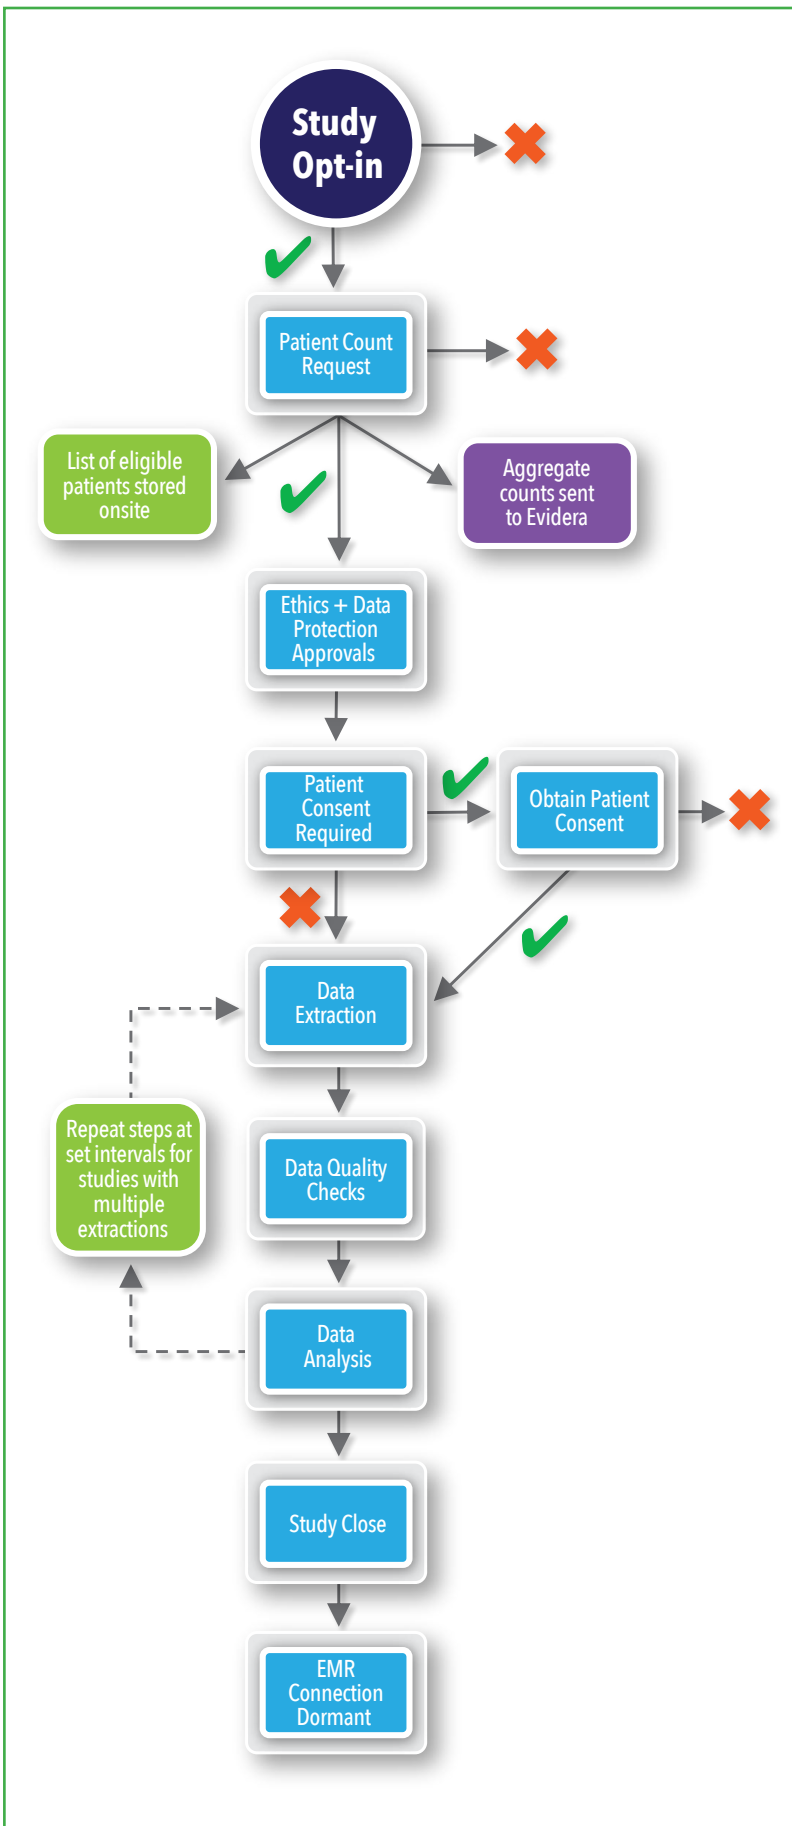 Study
Opt-in
Patient Count
Request
List of eligible
patients stored
onsite
Aggregate
counts sent
to Evidera
Ethics + Data
Protection
Approvals
Patient
Consent
Required
Obtain Patient
Consent
Data
Extraction
Repeat steps at
set intervals for
studies with
multiple
extractions
Data Quality
Checks
Data
Analysis
Study Close
EMR
Connection
Dormant